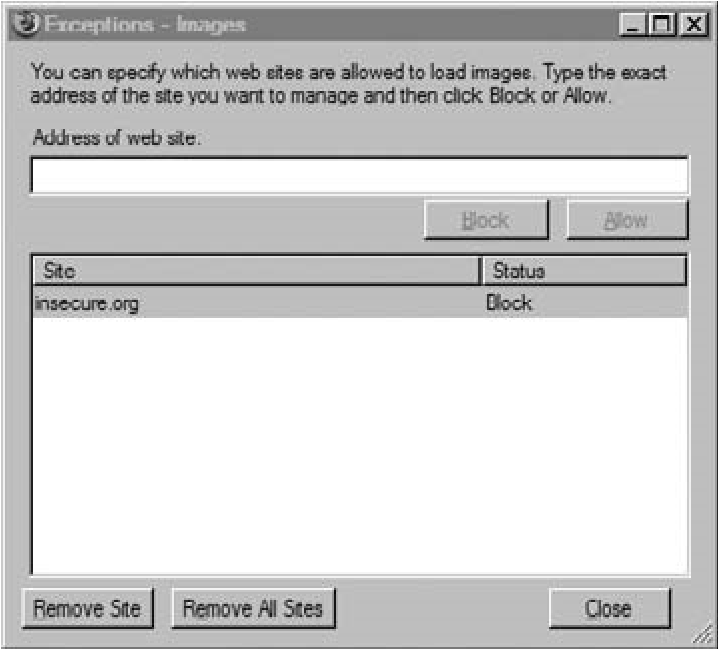 Exceptions - Images
You can specify which web sites are allowed to load images. Type the exact
address of the site you want to manage and then click Block or Allow.
Address of web site:
Block Allow
Site Status
insecure.org Block
Remove Site Remove All Sites Close